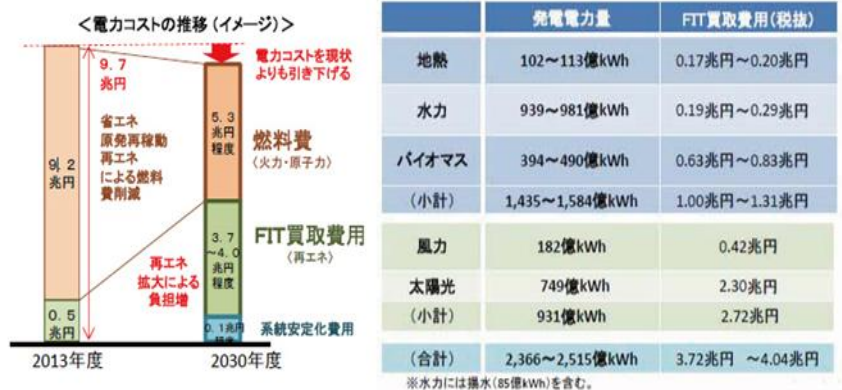 ＜電力コストの推移（イメージ）＞
9.7
兆円
電力コストを現状
よりも引き下げる
9.2
兆円
省エネ
原発再稼動
再エネ
による燃料
費削減
5.3
兆円
程度
燃料費
（火力・原子力）
3.7
～4.0
兆円
程度
FIT買取費用
（再エネ）
再エネ
拡大による
負担増
0.5
兆円
0.1兆円
系統安定化費用
2013年度
2030年度
発電電力量 FIT買取費用(税抜)
地熱 102～113億kWh 0.17兆円～0.20兆円
水力 939～981億kWh 0.19兆円～0.29兆円
バイオマス 394～490億kWh 0.63兆円～0.83兆円
(小計) 1,435～1,584億kWh 1.00兆円～1.31兆円
風力 182億kWh 0.42兆円
太陽光 749億kWh 2.30兆円
(小計) 931億kWh 2.72兆円
(合計) 2,366～2,515億kWh 3.72兆円 ～4.04兆円
※水力には揚水(85億kWh)を含む。